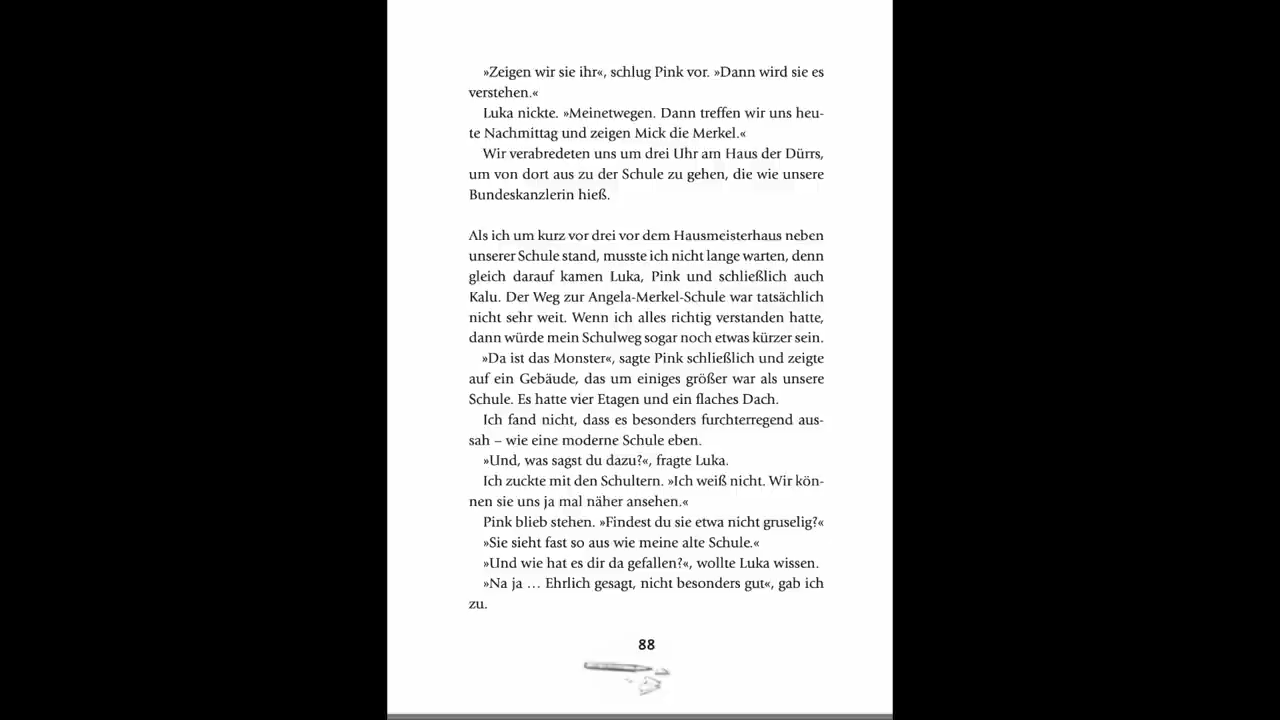 »Zeigen wir sie ihr«, schlug Pink vor. »Dann wird sie es
verstehen.«
Luka nickte. »Meinetwegen. Dann treffen wir uns heu-
te Nachmittag und zeigen Mick die Merkel.«
Wir verabredeten uns um drei Uhr am Haus der Dürrs,
um von dort aus zu der Schule zu gehen, die wie unsere
Bundeskanzlerin hieß.
Als ich um kurz vor drei vor dem Hausmeisterhaus neben
unserer Schule stand, musste ich nicht lange warten, denn
gleich darauf kamen Luka, Pink und schließlich auch
Kalu. Der Weg zur Angela-Merkel-Schule war tatsächlich
nicht sehr weit. Wenn ich alles richtig verstanden hatte,
dann würde mein Schulweg sogar noch etwas kürzer sein.
»Da ist das Monster«, sagte Pink schließlich und zeigte
auf ein Gebäude, das um einiges größer war als unsere
Schule. Es hatte vier Etagen und ein flaches Dach.
Ich fand nicht, dass es besonders furchterregend aus-
sah – wie eine moderne Schule eben.
»Und, was sagst du dazu?«, fragte Luka.
Ich zuckte mit den Schultern. »Ich weiß nicht. Wir kön-
nen sie uns ja mal näher ansehen.«
Pink blieb stehen. »Findest du sie etwa nicht gruselig?«
»Sie sieht fast so aus wie meine alte Schule.«
»Und wie hat es dir da gefallen?«, wollte Luka wissen.
»Na ja … Ehrlich gesagt, nicht besonders gut«, gab ich
zu.
88